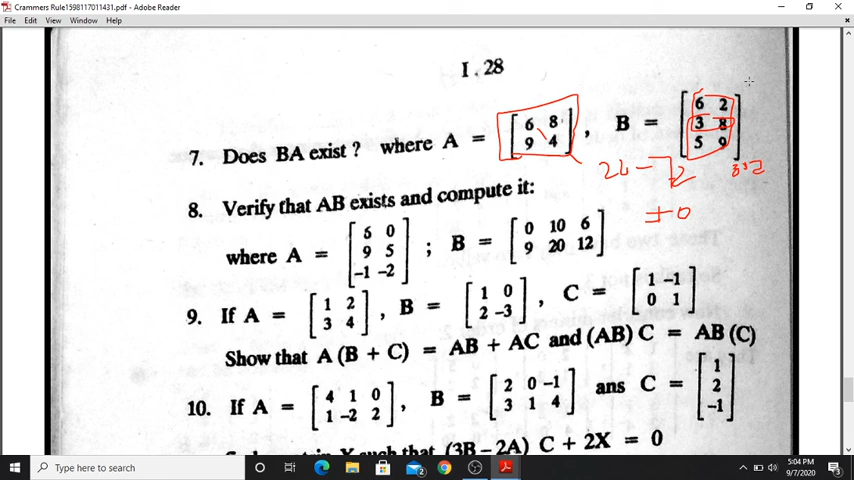 Crammers Rule1598117011431.pdf - Adobe Reader
File Edit View Window Help
I . 28
7. Does BA exist ? where A = [ 6 8 9 4 ] , B = [ 6 2 3 8 5 9 ]
24 - 72
3×2
≠ 0
8. Verify that AB exists and compute it:
where A = [ 6 0 9 5 -1 -2 ] ; B = [ 0 10 6 9 20 12 ]
9. If A = [ 1 2 3 4 ] , B = [ 1 0 2 -3 ] , C = [ 1 -1 0 1 ]
Show that A (B + C) = AB + AC and (AB) C = AB (C)
10. If A = [ 4 1 0 1 -2 2 ] , B = [ 2 0 -1 3 1 4 ] ans C = [ 1 2 -1 ]
such that (3B - 2A) C + 2X = 0
Type here to search
5:04 PM
9/7/2020